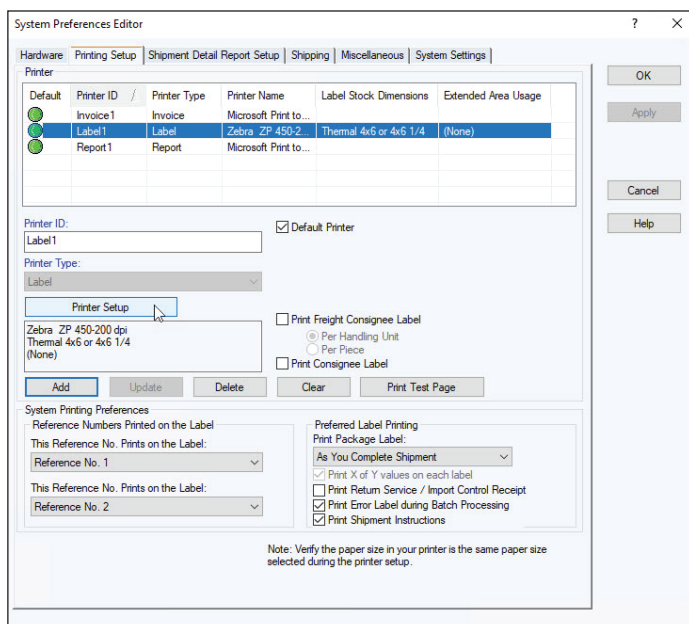 System Preferences Editor
? X
Hardware Printing Setup Shipment Detail Report Setup Shipping Miscellaneous System Settings
Printer
Default Printer ID / Printer Type Printer Name Label Stock Dimensions Extended Area Usage
Invoice1 Invoice Microsoft Print to...
Label1 Label Zebra ZP 450-2... Thermal 4x6 or 4x6 1/4 (None)
Report1 Report Microsoft Print to...
OK
Apply
Cancel
Help
Printer ID:
Label1
Default Printer
Printer Type:
Label
Printer Setup
Zebra ZP 450-200 dpi
Thermal 4x6 or 4x6 1/4
(None)
Print Freight Consignee Label
Per Handling Unit
Per Piece
Print Consignee Label
Add Update Delete Clear Print Test Page
System Printing Preferences
Reference Numbers Printed on the Label
This Reference No. Prints on the Label:
Reference No. 1
This Reference No. Prints on the Label:
Reference No. 2
Preferred Label Printing
Print Package Label:
As You Complete Shipment
Print X of Y values on each label
Print Return Service / Import Control Receipt
Print Error Label during Batch Processing
Print Shipment Instructions
Note: Verify the paper size in your printer is the same paper size
selected during the printer setup.